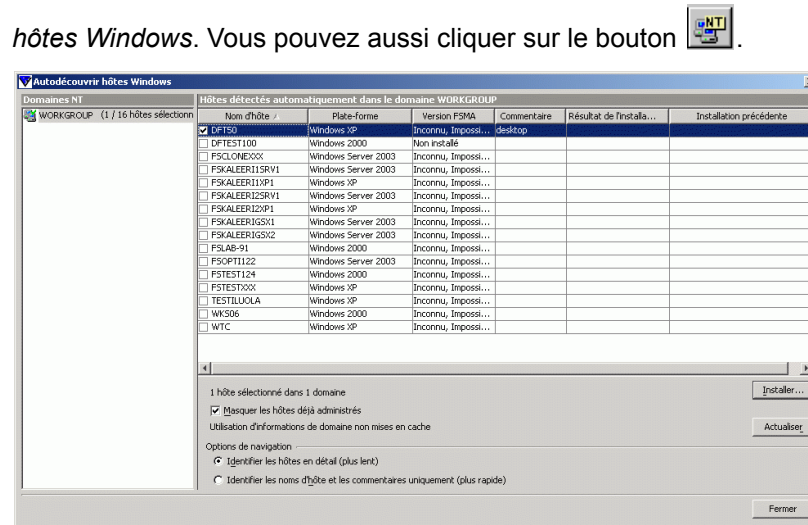 hôtes Windows. Vous pouvez aussi cliquer sur le bouton NT.
Autodécouvrir hôtes Windows
Domaines NT
Hôtes détectés automatiquement dans le domaine WORKGROUP
WORKGROUP (1 / 16 hôtes sélectionn
Nom d'hôte / Plate-forme Version FSMA Commentaire Résultat de l'installa... Installation précédente
DFT50 Windows XP Inconnu, Impossi... desktop
DFTEST100 Windows 2000 Non installé
FSCLONEXXX Windows Server 2003 Inconnu, Impossi...
FSKALEERI1SRV1 Windows Server 2003 Inconnu, Impossi...
FSKALEERI1XP1 Windows XP Inconnu, Impossi...
FSKALEERI2SRV1 Windows Server 2003 Inconnu, Impossi...
FSKALEERI2XP1 Windows XP Inconnu, Impossi...
FSKALEERIGSX1 Windows Server 2003 Inconnu, Impossi...
FSKALEERIGSX2 Windows Server 2003 Inconnu, Impossi...
FSLAB-91 Windows 2000 Inconnu, Impossi...
FSOPTI122 Windows Server 2003 Inconnu, Impossi...
FSTEST124 Windows 2000 Inconnu, Impossi...
FSTESTXXX Windows XP Inconnu, Impossi...
TESTILUOLA Windows XP Inconnu, Impossi...
WKS06 Windows 2000 Inconnu, Impossi...
WTC Windows XP Inconnu, Impossi...
1 hôte sélectionné dans 1 domaine
Installer...
Masquer les hôtes déjà administrés
Utilisation d'informations de domaine non mises en cache
Actualiser
Options de navigation
Identifier les hôtes en détail (plus lent)
Identifier les noms d'hôte et les commentaires uniquement (plus rapide)
Fermer